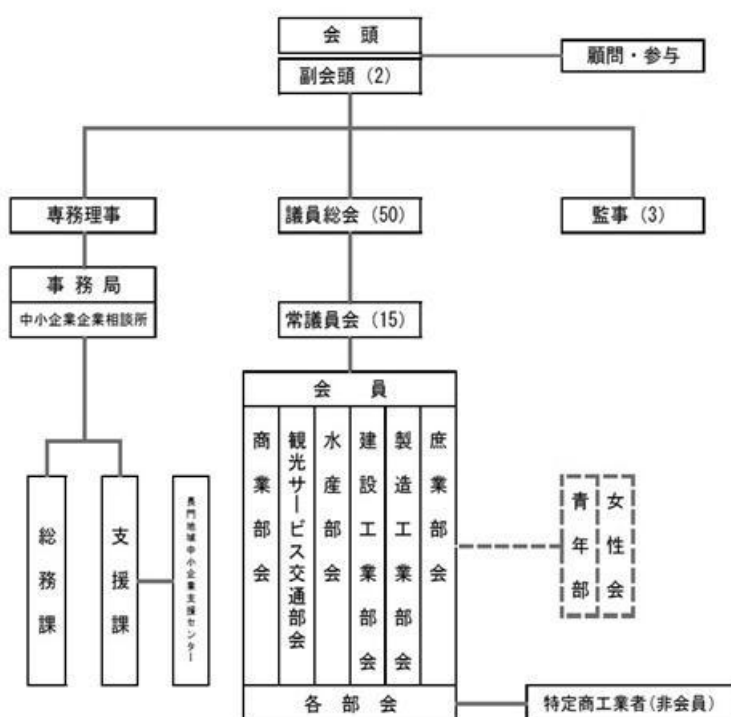 会頭
副会頭(2)
顧問・参与
専務理事
議員総会(50)
監事(3)
事務局
中小企業企業相談所
常議員会(15)
会員
商業部会
観光サービス交通部会
水産部会
建設工業部会
製造工業部会
庶業部会
青年部
女性会
総務課
支援課
長門地域中小企業支援センター
各部会
特定商工業者(非会員)